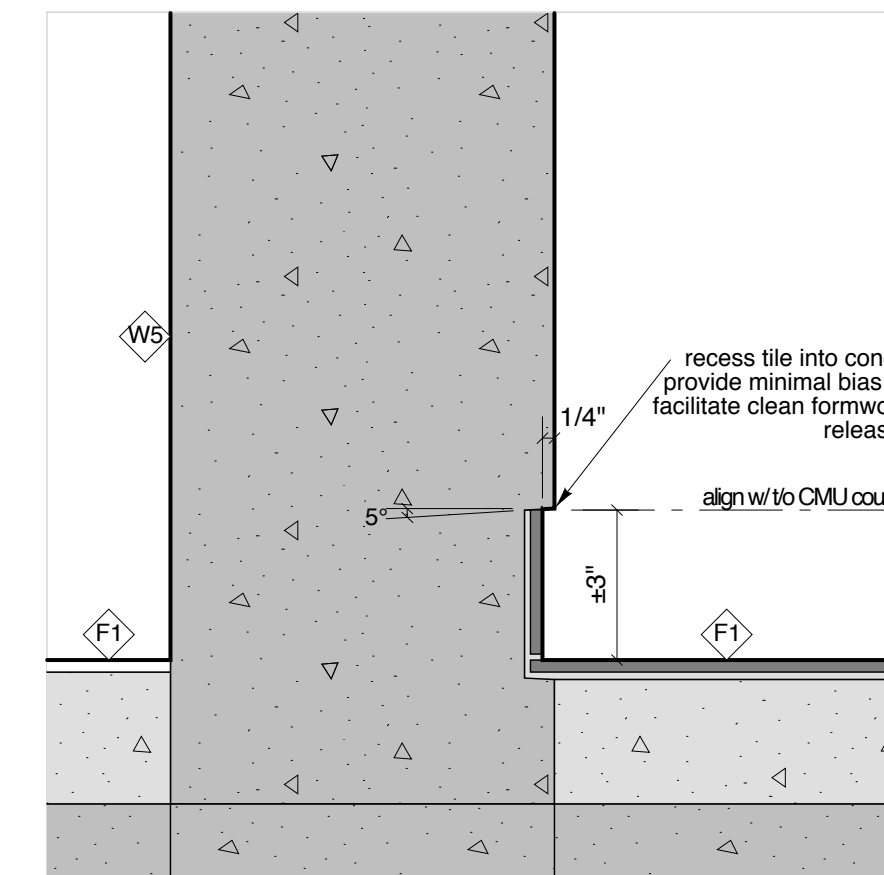 W5
recess tile into con
provide minimal bias
facilitate clean formwo
releas
1/4"
align w/ t/o CMU cou
5°
±3"
F1
F1